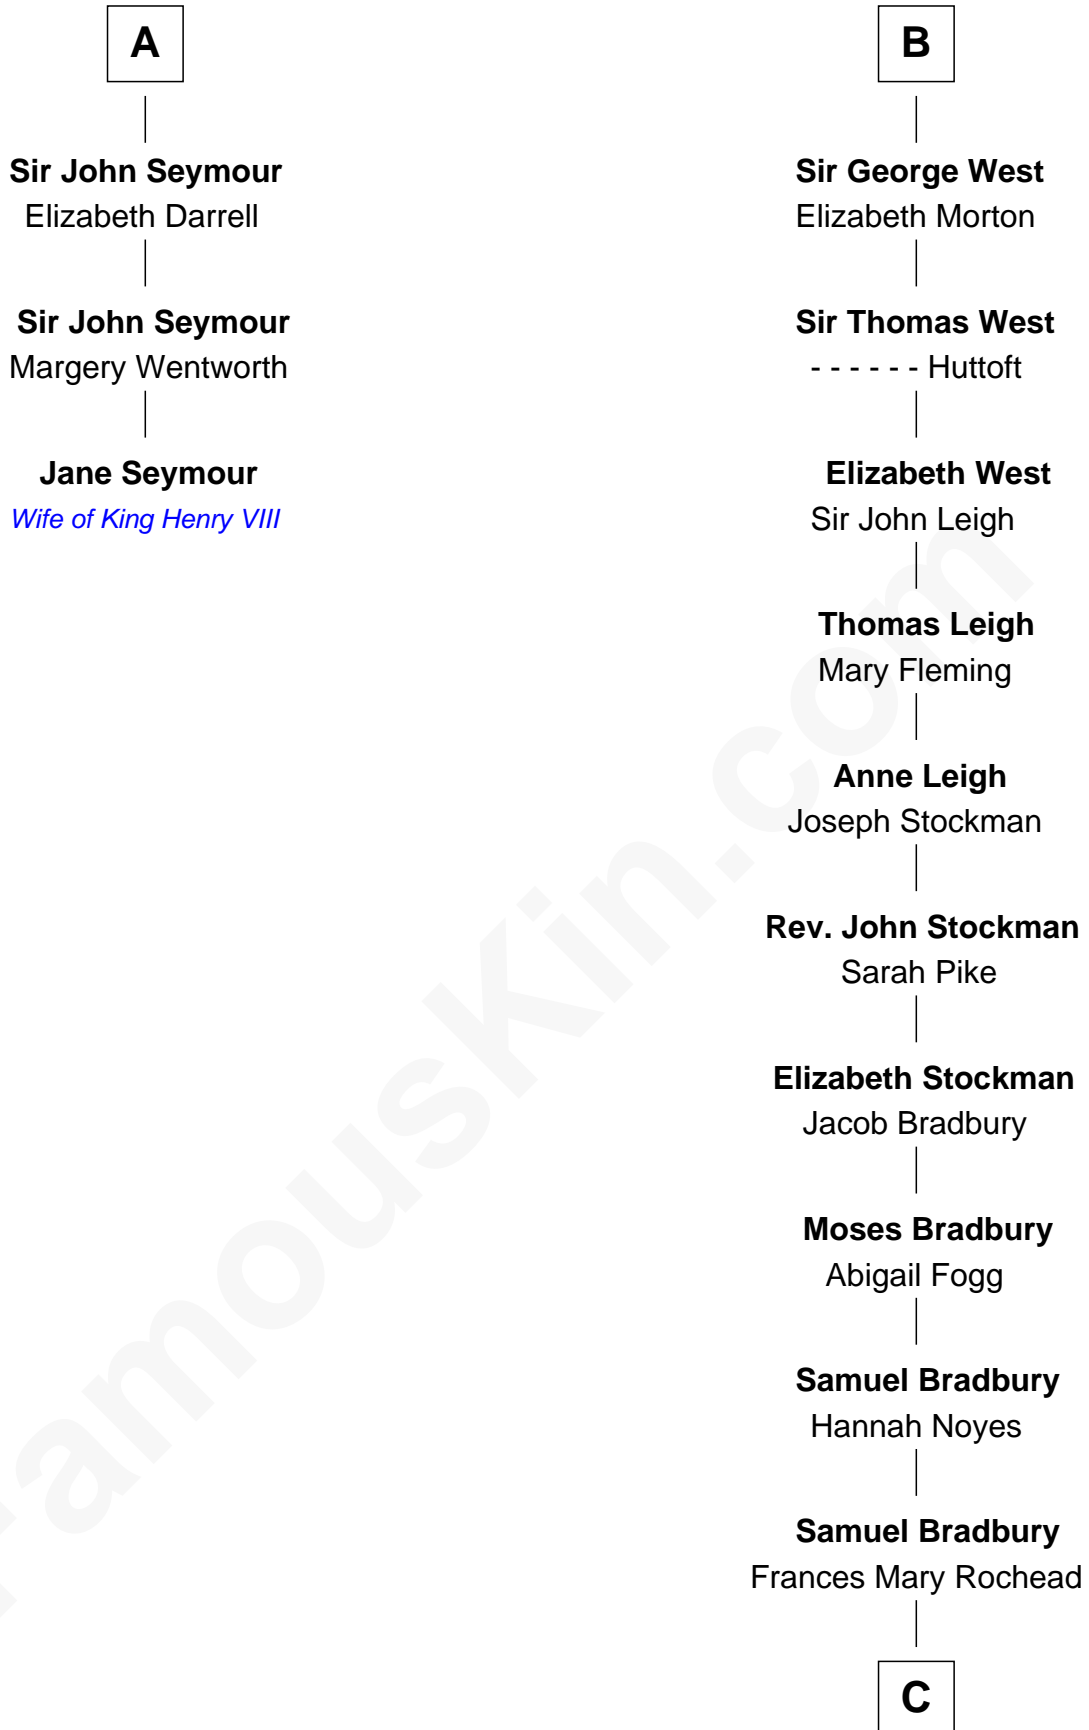 A
Sir John Seymour
Elizabeth Darrell
Sir John Seymour
Margery Wentworth
Jane Seymour
Wife of King Henry VIII
B
Sir George West
Elizabeth Morton
Sir Thomas West
- - - - - - Huttoft
Elizabeth West
Sir John Leigh
Thomas Leigh
Mary Fleming
Anne Leigh
Joseph Stockman
Rev. John Stockman
Sarah Pike
Elizabeth Stockman
Jacob Bradbury
Moses Bradbury
Abigail Fogg
Samuel Bradbury
Hannah Noyes
Samuel Bradbury
Frances Mary Rochead
C
FamousKin.com